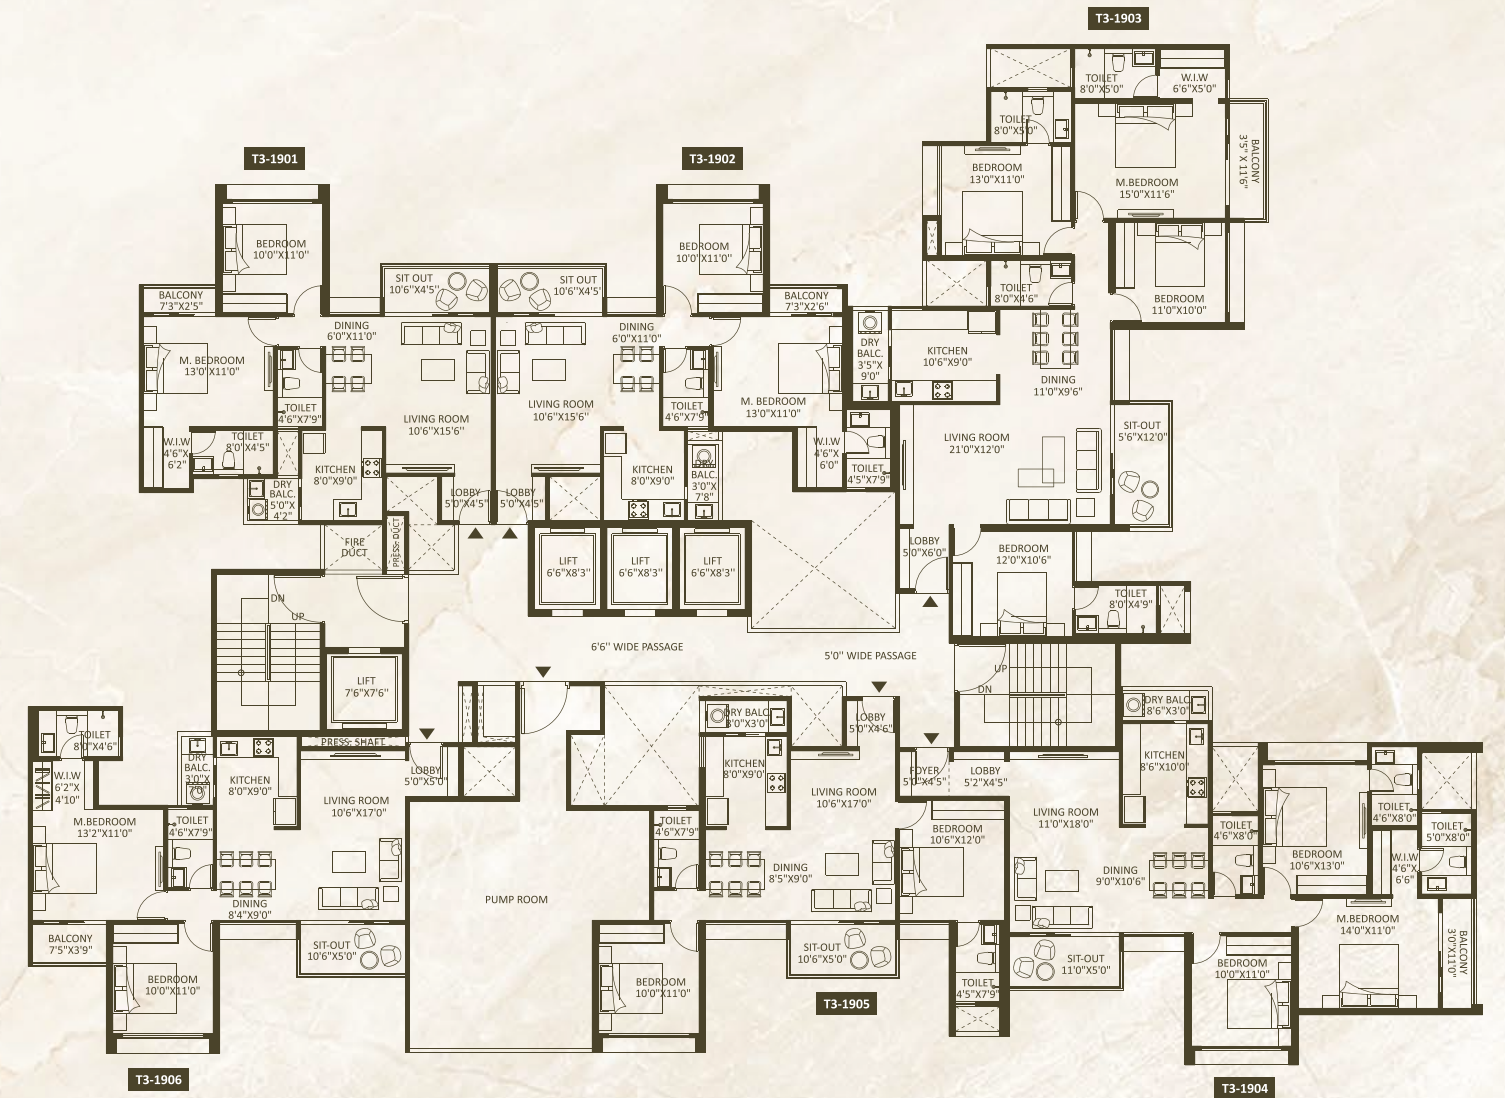 T3-1903
TOILET
8'0"X5'0"
W.I.W
6'6"X5'0"
TOILET
8'0"X5'0"
BALCONY
3'5" X 11'6"
BEDROOM
13'0"X11'0"
M.BEDROOM
15'0"X11'6"
TOILET
8'0"X4'6"
BEDROOM
11'0"X10'0"
DRY
BALC.
3'5"X
9'0"
KITCHEN
10'6"X9'0"
DINING
11'0"X9'6"
LIVING ROOM
21'0"X12'0"
SIT-OUT
5'6"X12'0"
LOBBY
5'0"X6'0"
BEDROOM
12'0"X10'6"
TOILET
8'0"X4'9"
T3-1901
BEDROOM
10'0"X11'0"
BALCONY
7'3"X2'5"
SIT OUT
10'6"X4'5"
DINING
6'0"X11'0"
M. BEDROOM
13'0"X11'0"
TOILET
4'6"X7'9"
LIVING ROOM
10'6"X15'6"
W.I.W
4'6"X
6'2"
TOILET
8'0"X4'5"
KITCHEN
8'0"X9'0"
DRY
BALC.
5'0"X
4'2"
LOBBY
5'0"X4'5"
T3-1902
BEDROOM
10'0"X11'0"
SIT OUT
10'6"X4'5"
BALCONY
7'3"X2'6"
DINING
6'0"X11'0"
LIVING ROOM
10'6"X15'6"
TOILET
4'6"X7'9"
M. BEDROOM
13'0"X11'0"
W.I.W
4'6"X
6'0"
TOILET
4'5"X7'9"
KITCHEN
8'0"X9'0"
DRY
BALC.
3'0"X
7'8"
LOBBY
5'0"X4'5"
FIRE
DUCT
PRESS: DUCT
LIFT
6'6"X8'3"
LIFT
6'6"X8'3"
LIFT
6'6"X8'3"
DN
UP
LIFT
7'6"X7'6"
6'6" WIDE PASSAGE
5'0" WIDE PASSAGE
UP
DN
PRESS: SHAFT
TOILET
8'0"X4'6"
W.I.W
6'2"X
4'10"
DRY
BALC.
3'0"X
7'0"
KITCHEN
8'0"X9'0"
LOBBY
5'0"X5'0"
LIVING ROOM
10'6"X17'0"
M.BEDROOM
13'2"X11'0"
TOILET
4'6"X7'9"
DINING
8'4"X9'0"
BALCONY
7'5"X3'9"
SIT-OUT
10'6"X5'0"
BEDROOM
10'0"X11'0"
T3-1906
PUMP ROOM
DRY BALC.
8'0"X3'0"
LOBBY
5'0"X4'6"
KITCHEN
8'0"X9'0"
LIVING ROOM
10'6"X17'0"
TOILET
4'6"X7'9"
DINING
8'5"X9'0"
BEDROOM
10'6"X12'0"
SIT-OUT
10'6"X5'0"
BEDROOM
10'0"X11'0"
TOILET
4'5"X7'9"
T3-1905
DRY BALC.
8'6"X3'0"
FOYER
5'0"X4'5"
LOBBY
5'2"X4'5"
KITCHEN
8'6"X10'0"
LIVING ROOM
11'0"X18'0"
TOILET
4'6"X8'0"
TOILET
4'6"X8'0"
TOILET
5'0"X8'0"
BEDROOM
10'6"X13'0"
W.I.W
4'6"X
6'6"
DINING
9'0"X10'6"
M.BEDROOM
14'0"X11'0"
BALCONY
3'0"X11'0"
SIT-OUT
11'0"X5'0"
BEDROOM
10'0"X11'0"
T3-1904